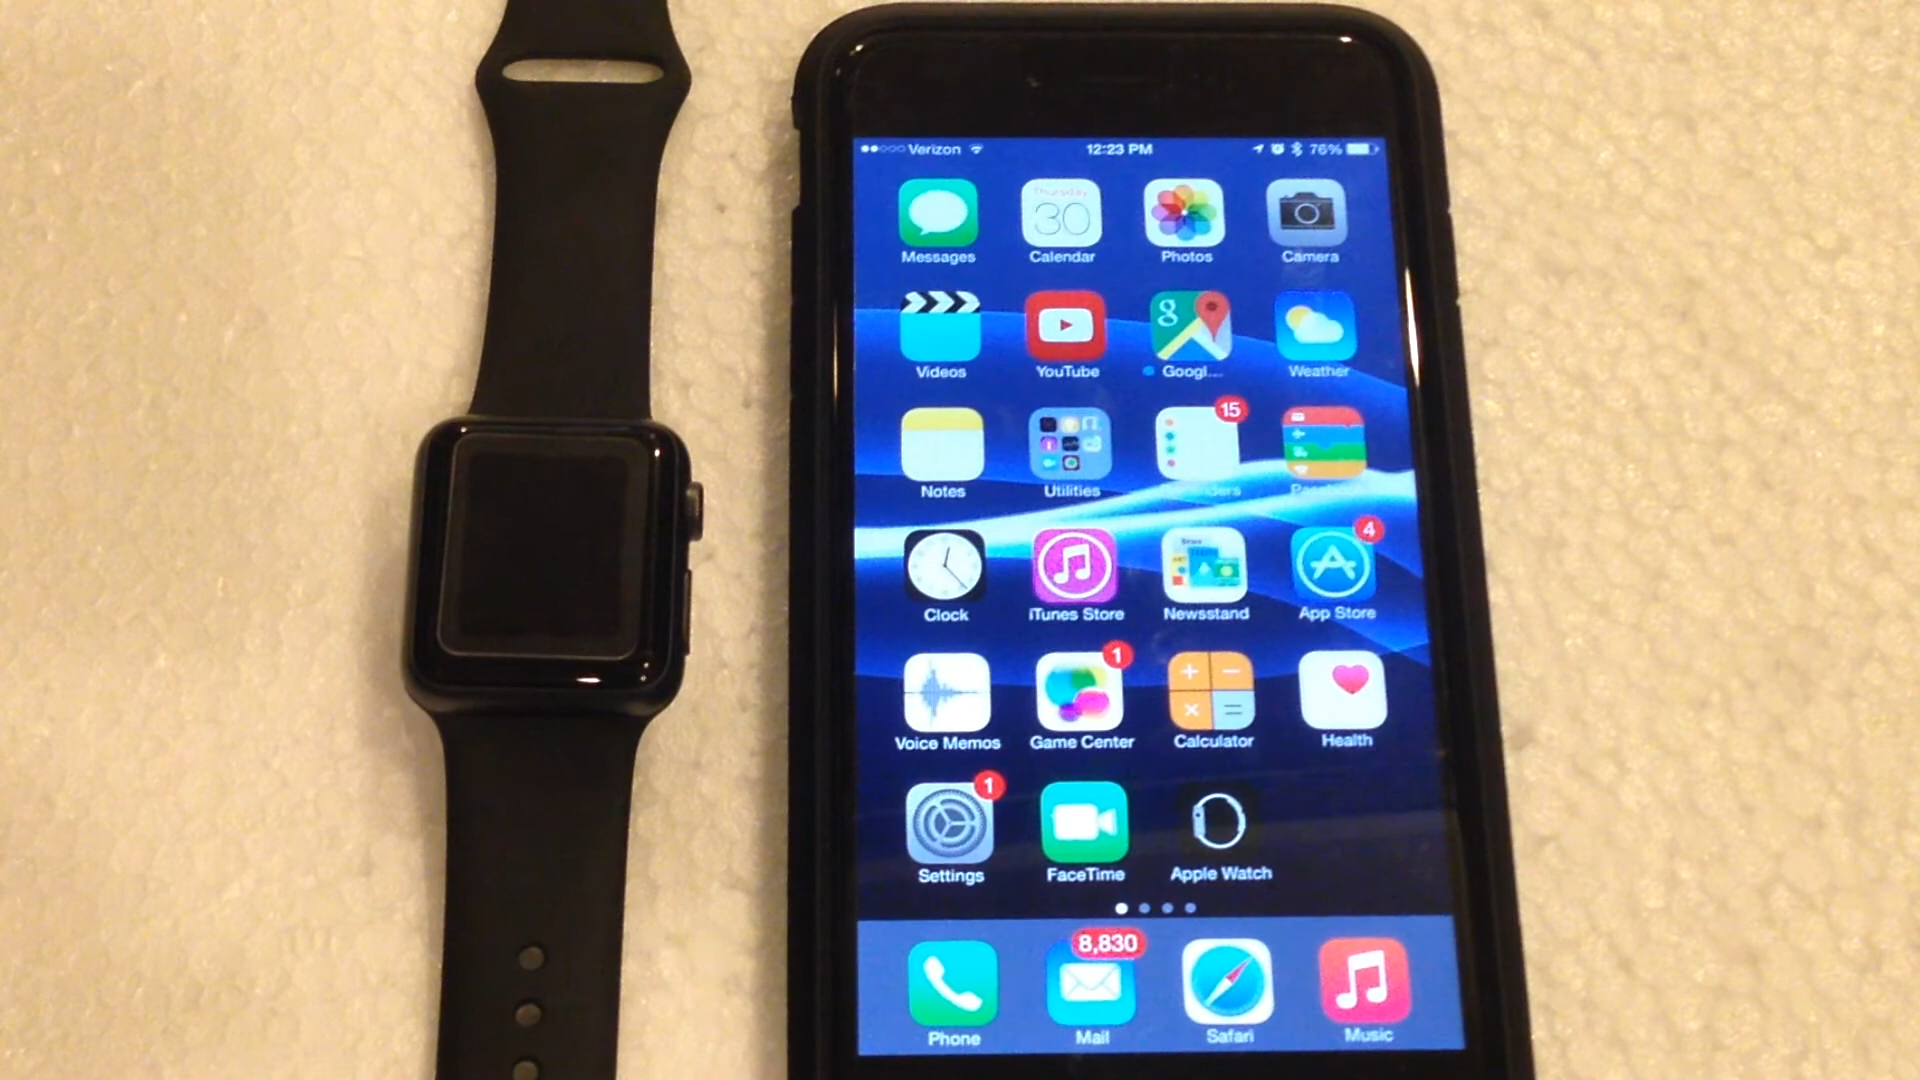 Verizon 12:23 PM 76%
Thursday
30
Messages Calendar Photos Camera
8
Videos YouTube Googl... Weather
15
Notes Utilities
4
Clock iTunes Store Newsstand App Store
1
Voice Memos Game Center Calculator Health
1
Settings FaceTime Apple Watch
8,830
Phone Mail Safari Music